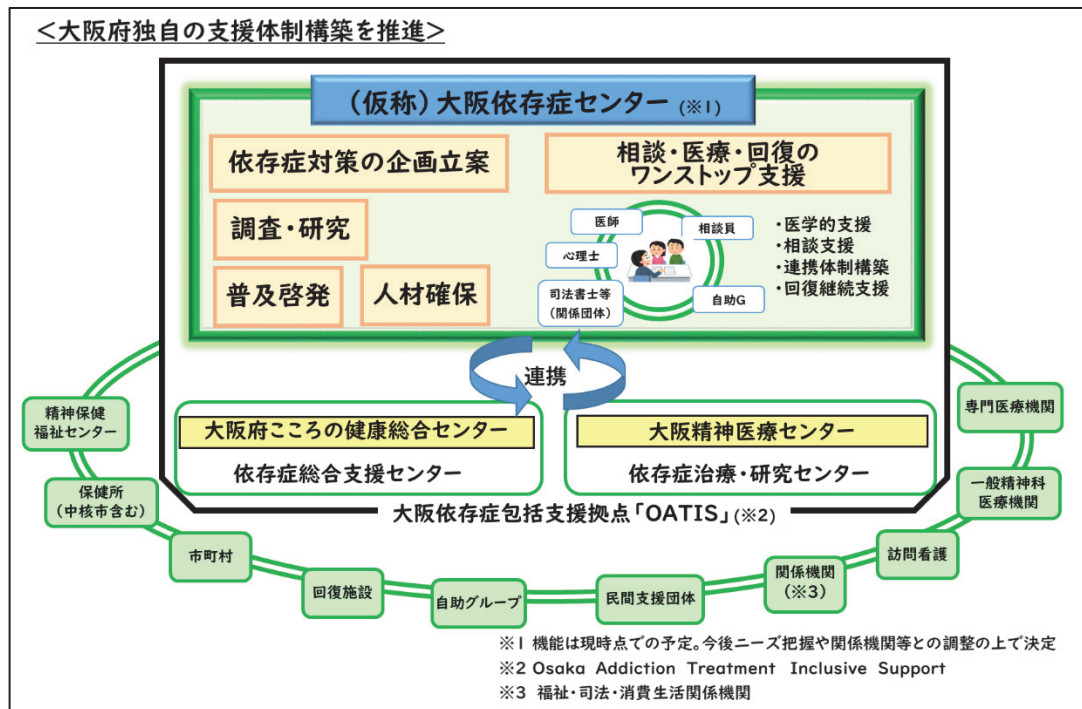 <大阪府独自の支援体制構築を推進>
(仮称)大阪依存症センター(※1)
依存症対策の企画立案
調査・研究
普及啓発
人材確保
相談・医療・回復の
ワンストップ支援
医師
相談員
心理士
司法書士等
(関係団体)
自助G
・医学的支援
・相談支援
・連携体制構築
・回復継続支援
連携
大阪府こころの健康総合センター
依存症総合支援センター
大阪精神医療センター
依存症治療・研究センター
大阪依存症包括支援拠点「OATIS」(※2)
精神保健
福祉センター
保健所
(中核市含む)
市町村
回復施設
自助グループ
民間支援団体
関係機関
(※3)
訪問看護
一般精神科
医療機関
専門医療機関
※1 機能は現時点での予定。今後ニーズ把握や関係機関等との調整の上で決定
※2 Osaka Addiction Treatment Inclusive Support
※3 福祉・司法・消費生活関係機関